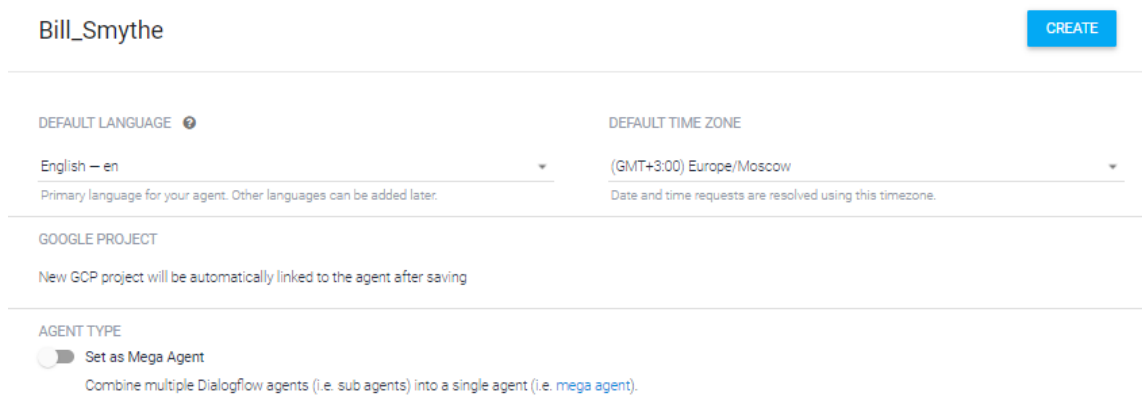 Bill_Smythe
CREATE
DEFAULT LANGUAGE
DEFAULT TIME ZONE
English — en
(GMT+3:00) Europe/Moscow
Primary language for your agent. Other languages can be added later.
Date and time requests are resolved using this timezone.
GOOGLE PROJECT
New GCP project will be automatically linked to the agent after saving
AGENT TYPE
Set as Mega Agent
Combine multiple Dialogflow agents (i.e. sub agents) into a single agent (i.e. mega agent).